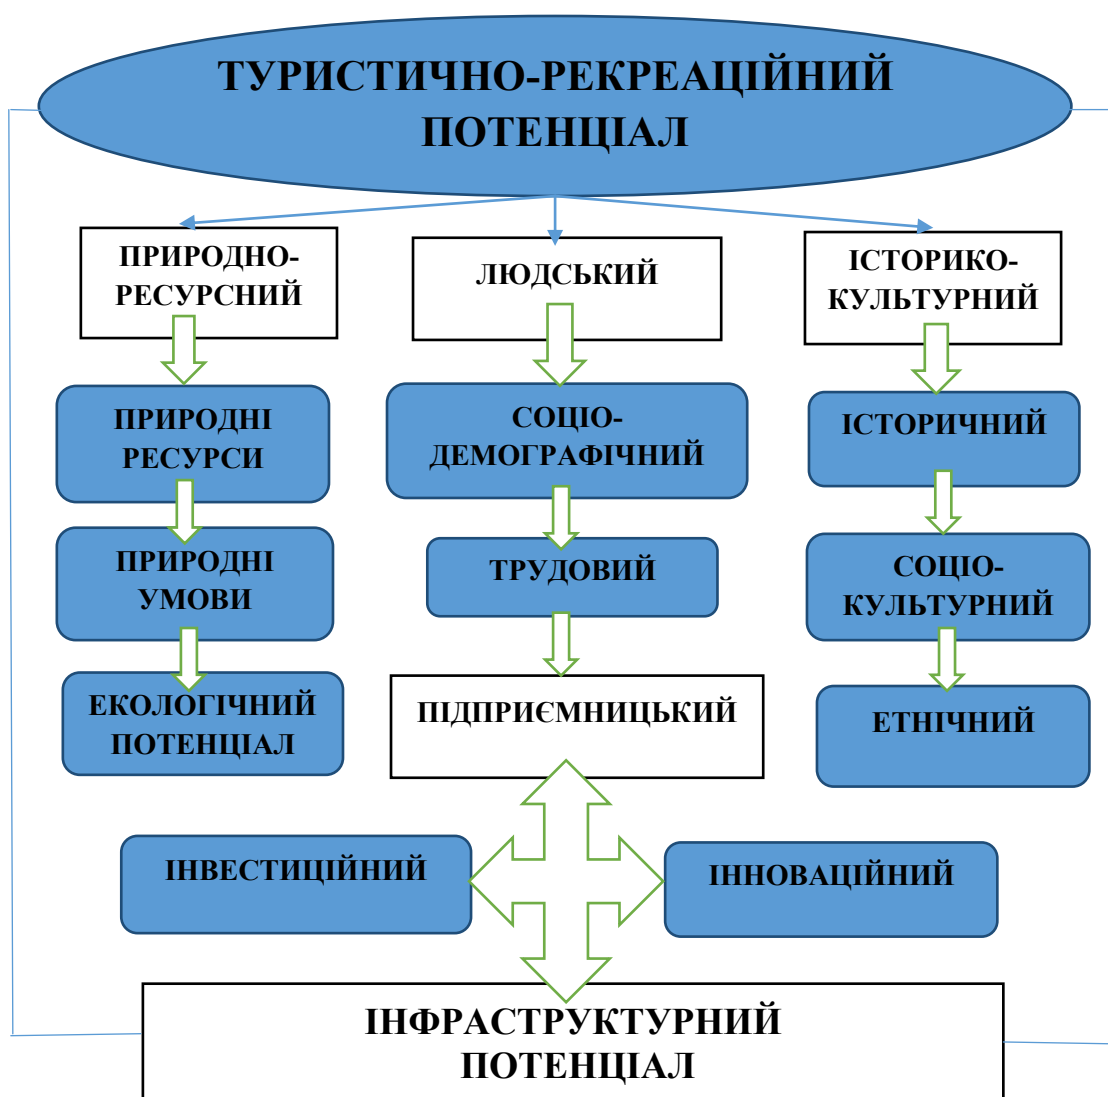 ТУРИСТИЧНО-РЕКРЕАЦІЙНИЙ
ПОТЕНЦІАЛ
ПРИРОДНО-
РЕСУРСНИЙ
ЛЮДСЬКИЙ
ІСТОРИКО-
КУЛЬТУРНИЙ
ПРИРОДНІ
РЕСУРСИ
СОЦІО-
ДЕМОГРАФІЧНИЙ
ІСТОРИЧНИЙ
ПРИРОДНІ
УМОВИ
ТРУДОВИЙ
СОЦІО-
КУЛЬТУРНИЙ
ЕКОЛОГІЧНИЙ
ПОТЕНЦІАЛ
ПІДПРИЄМНИЦЬКИЙ
ЕТНІЧНИЙ
ІНВЕСТИЦІЙНИЙ
ІННОВАЦІЙНИЙ
ІНФРАСТРУКТУРНИЙ
ПОТЕНЦІАЛ